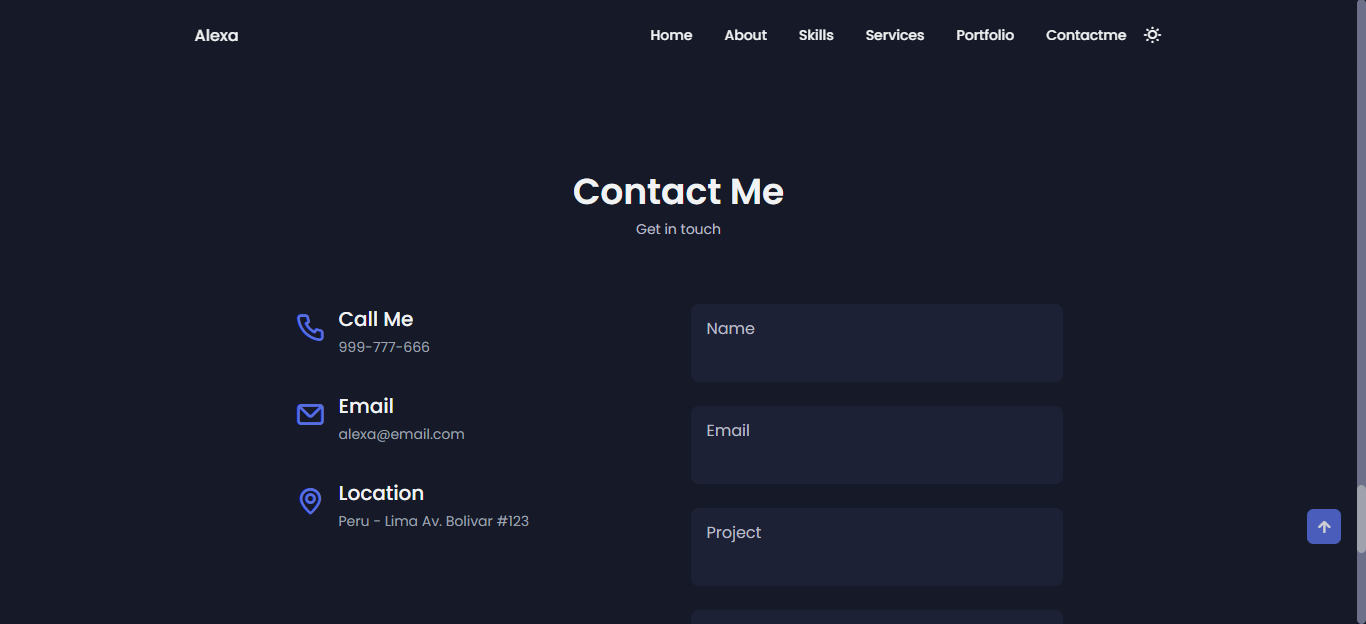 Alexa
Home About Skills Services Portfolio Contactme
Contact Me
Get in touch
Call Me
999-777-666
Email
alexa@email.com
Location
Peru - Lima Av. Bolivar #123
Name
Email
Project